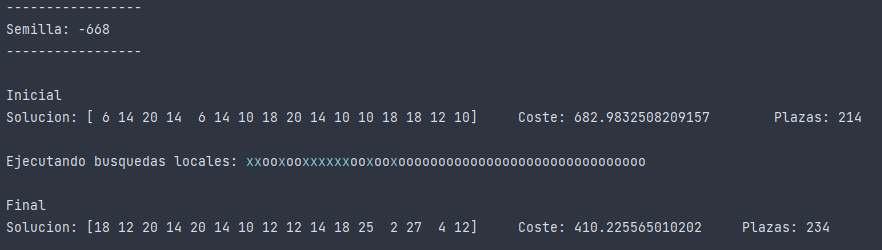 -----------------
Semilla: -668
-----------------
Inicial
Solucion: [ 6 14 20 14  6 14 10 18 20 14 10 10 18 18 12 10]     Coste: 682.9832508209157        Plazas: 214
Ejecutando busquedas locales: xxooxooxxxxxxooxooxooooooooooooooooooooooooooooooo
Final
Solucion: [18 12 20 14 20 14 10 12 12 14 18 25  2 27  4 12]     Coste: 410.225565010202     Plazas: 234